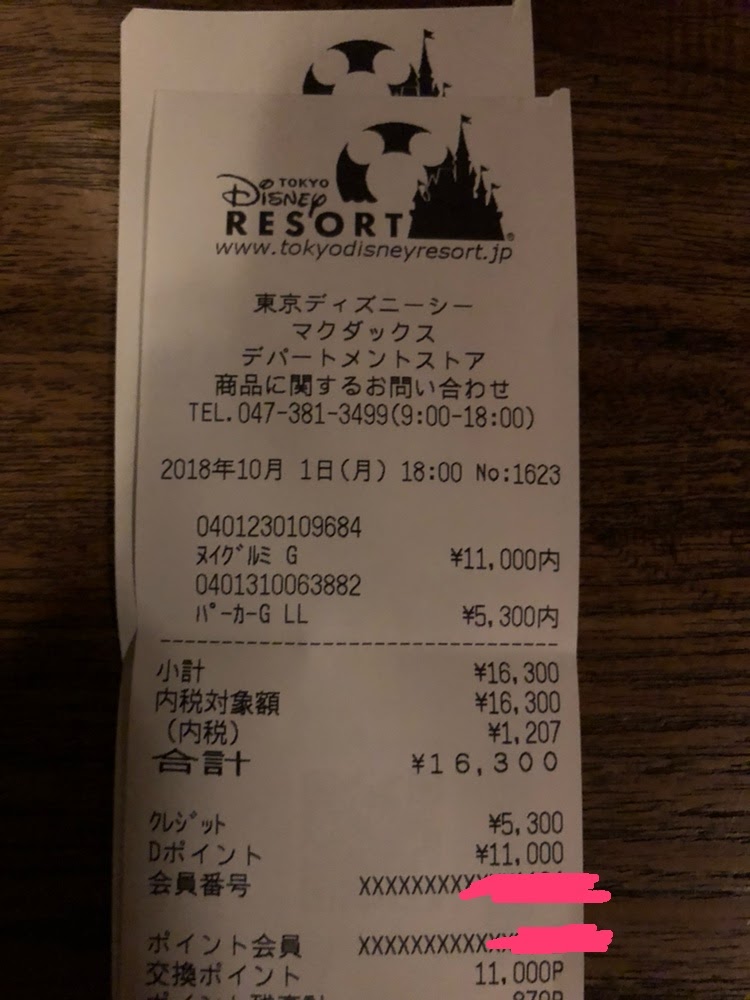 TOKYO
Disney
RESORT
www.tokyodisneyresort.jp
東京ディズニーシー
マクダックス
デパートメントストア
商品に関するお問い合わせ
TEL.047-381-3499(9:00-18:00)
2018年10月 1日(月) 18:00 No:1623
0401230109684
ﾇｲｸﾞﾙﾐ G ¥11,000内
0401310063882
ﾊﾟｰｶｰG LL ¥5,300内
小計 ¥16,300
内税対象額 ¥16,300
(内税) ¥1,207
合計 ¥16,300
ｸﾚｼﾞｯﾄ ¥5,300
Dポイント ¥11,000
会員番号 XXXXXXXXX
ポイント会員 XXXXXXXXXXX
交換ポイント 11,000P